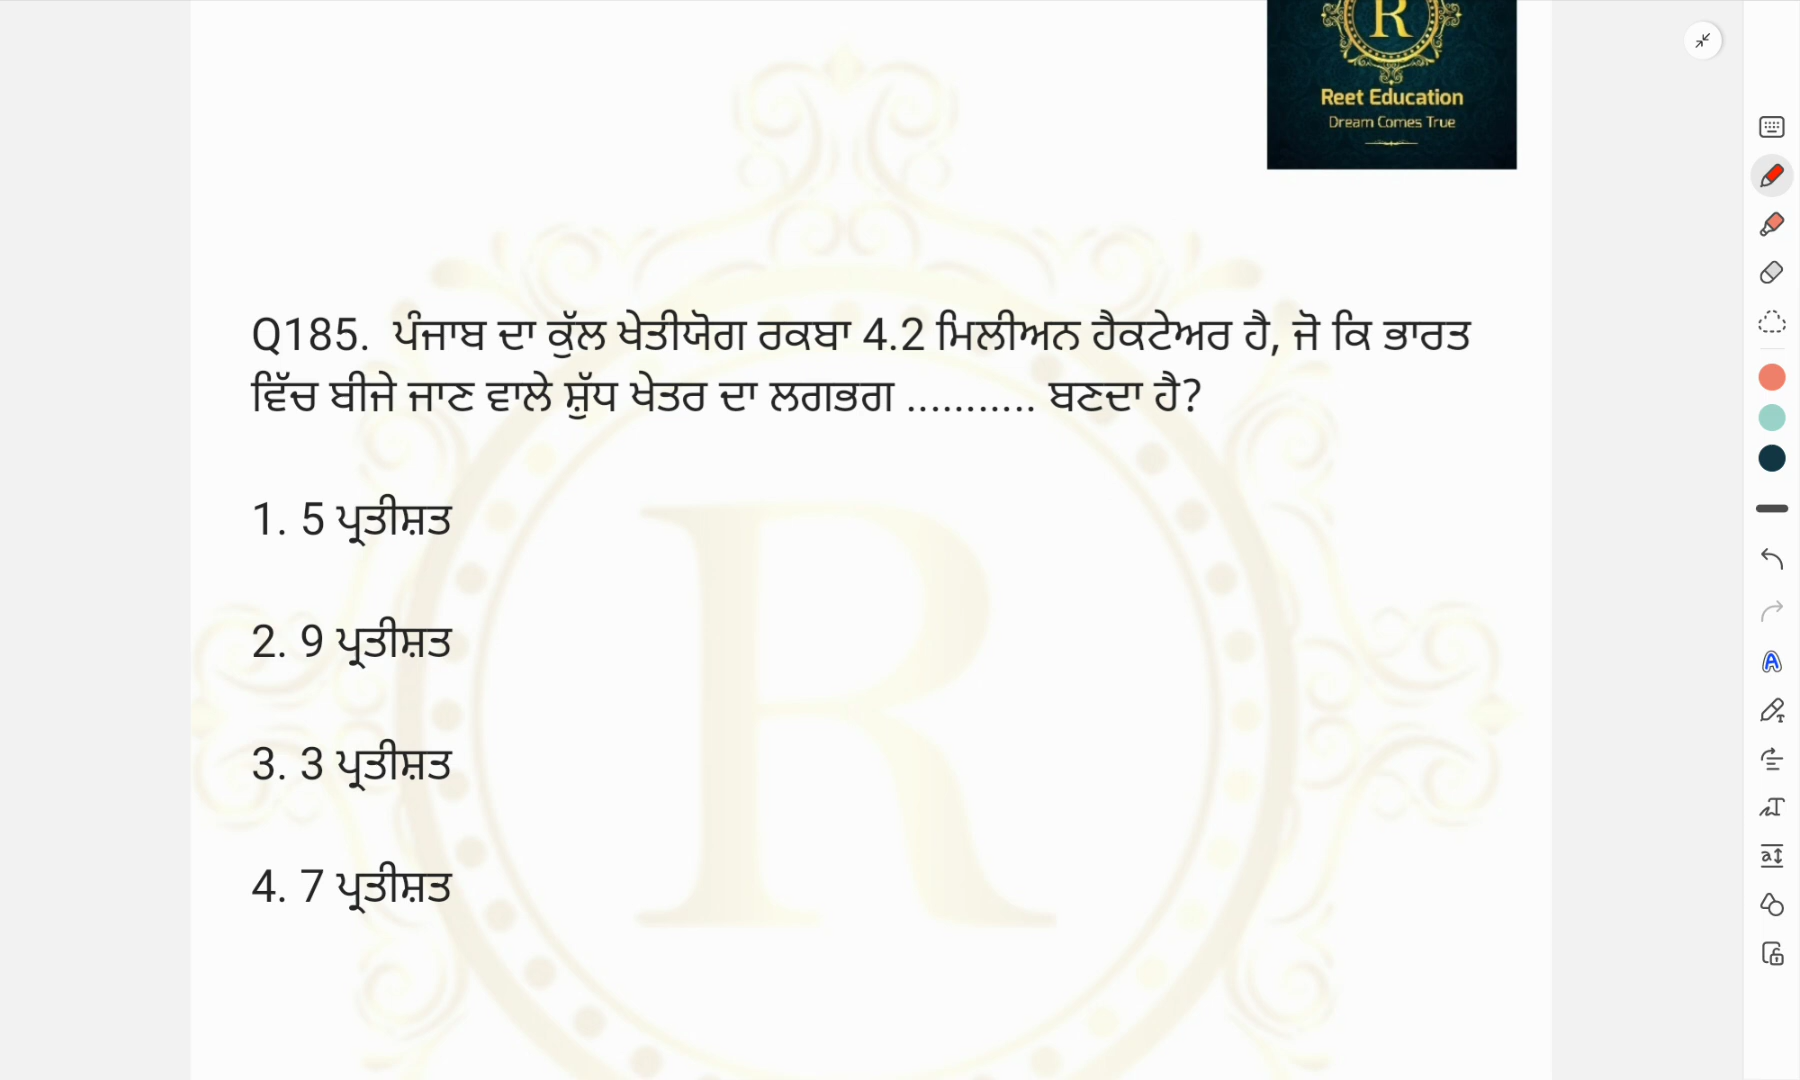 R
Reet Education
Dream Comes True
Q185. ਪੰਜਾਬ ਦਾ ਕੁੱਲ ਖੇਤੀਯੋਗ ਰਕਬਾ 4.2 ਮਿਲੀਅਨ ਹੈਕਟੇਅਰ ਹੈ, ਜੋ ਕਿ ਭਾਰਤ
ਵਿੱਚ ਬੀਜੇ ਜਾਣ ਵਾਲੇ ਸ਼ੁੱਧ ਖੇਤਰ ਦਾ ਲਗਭਗ ........... ਬਣਦਾ ਹੈ?
1. 5 ਪ੍ਰਤੀਸ਼ਤ
2. 9 ਪ੍ਰਤੀਸ਼ਤ
3. 3 ਪ੍ਰਤੀਸ਼ਤ
4. 7 ਪ੍ਰਤੀਸ਼ਤ
R